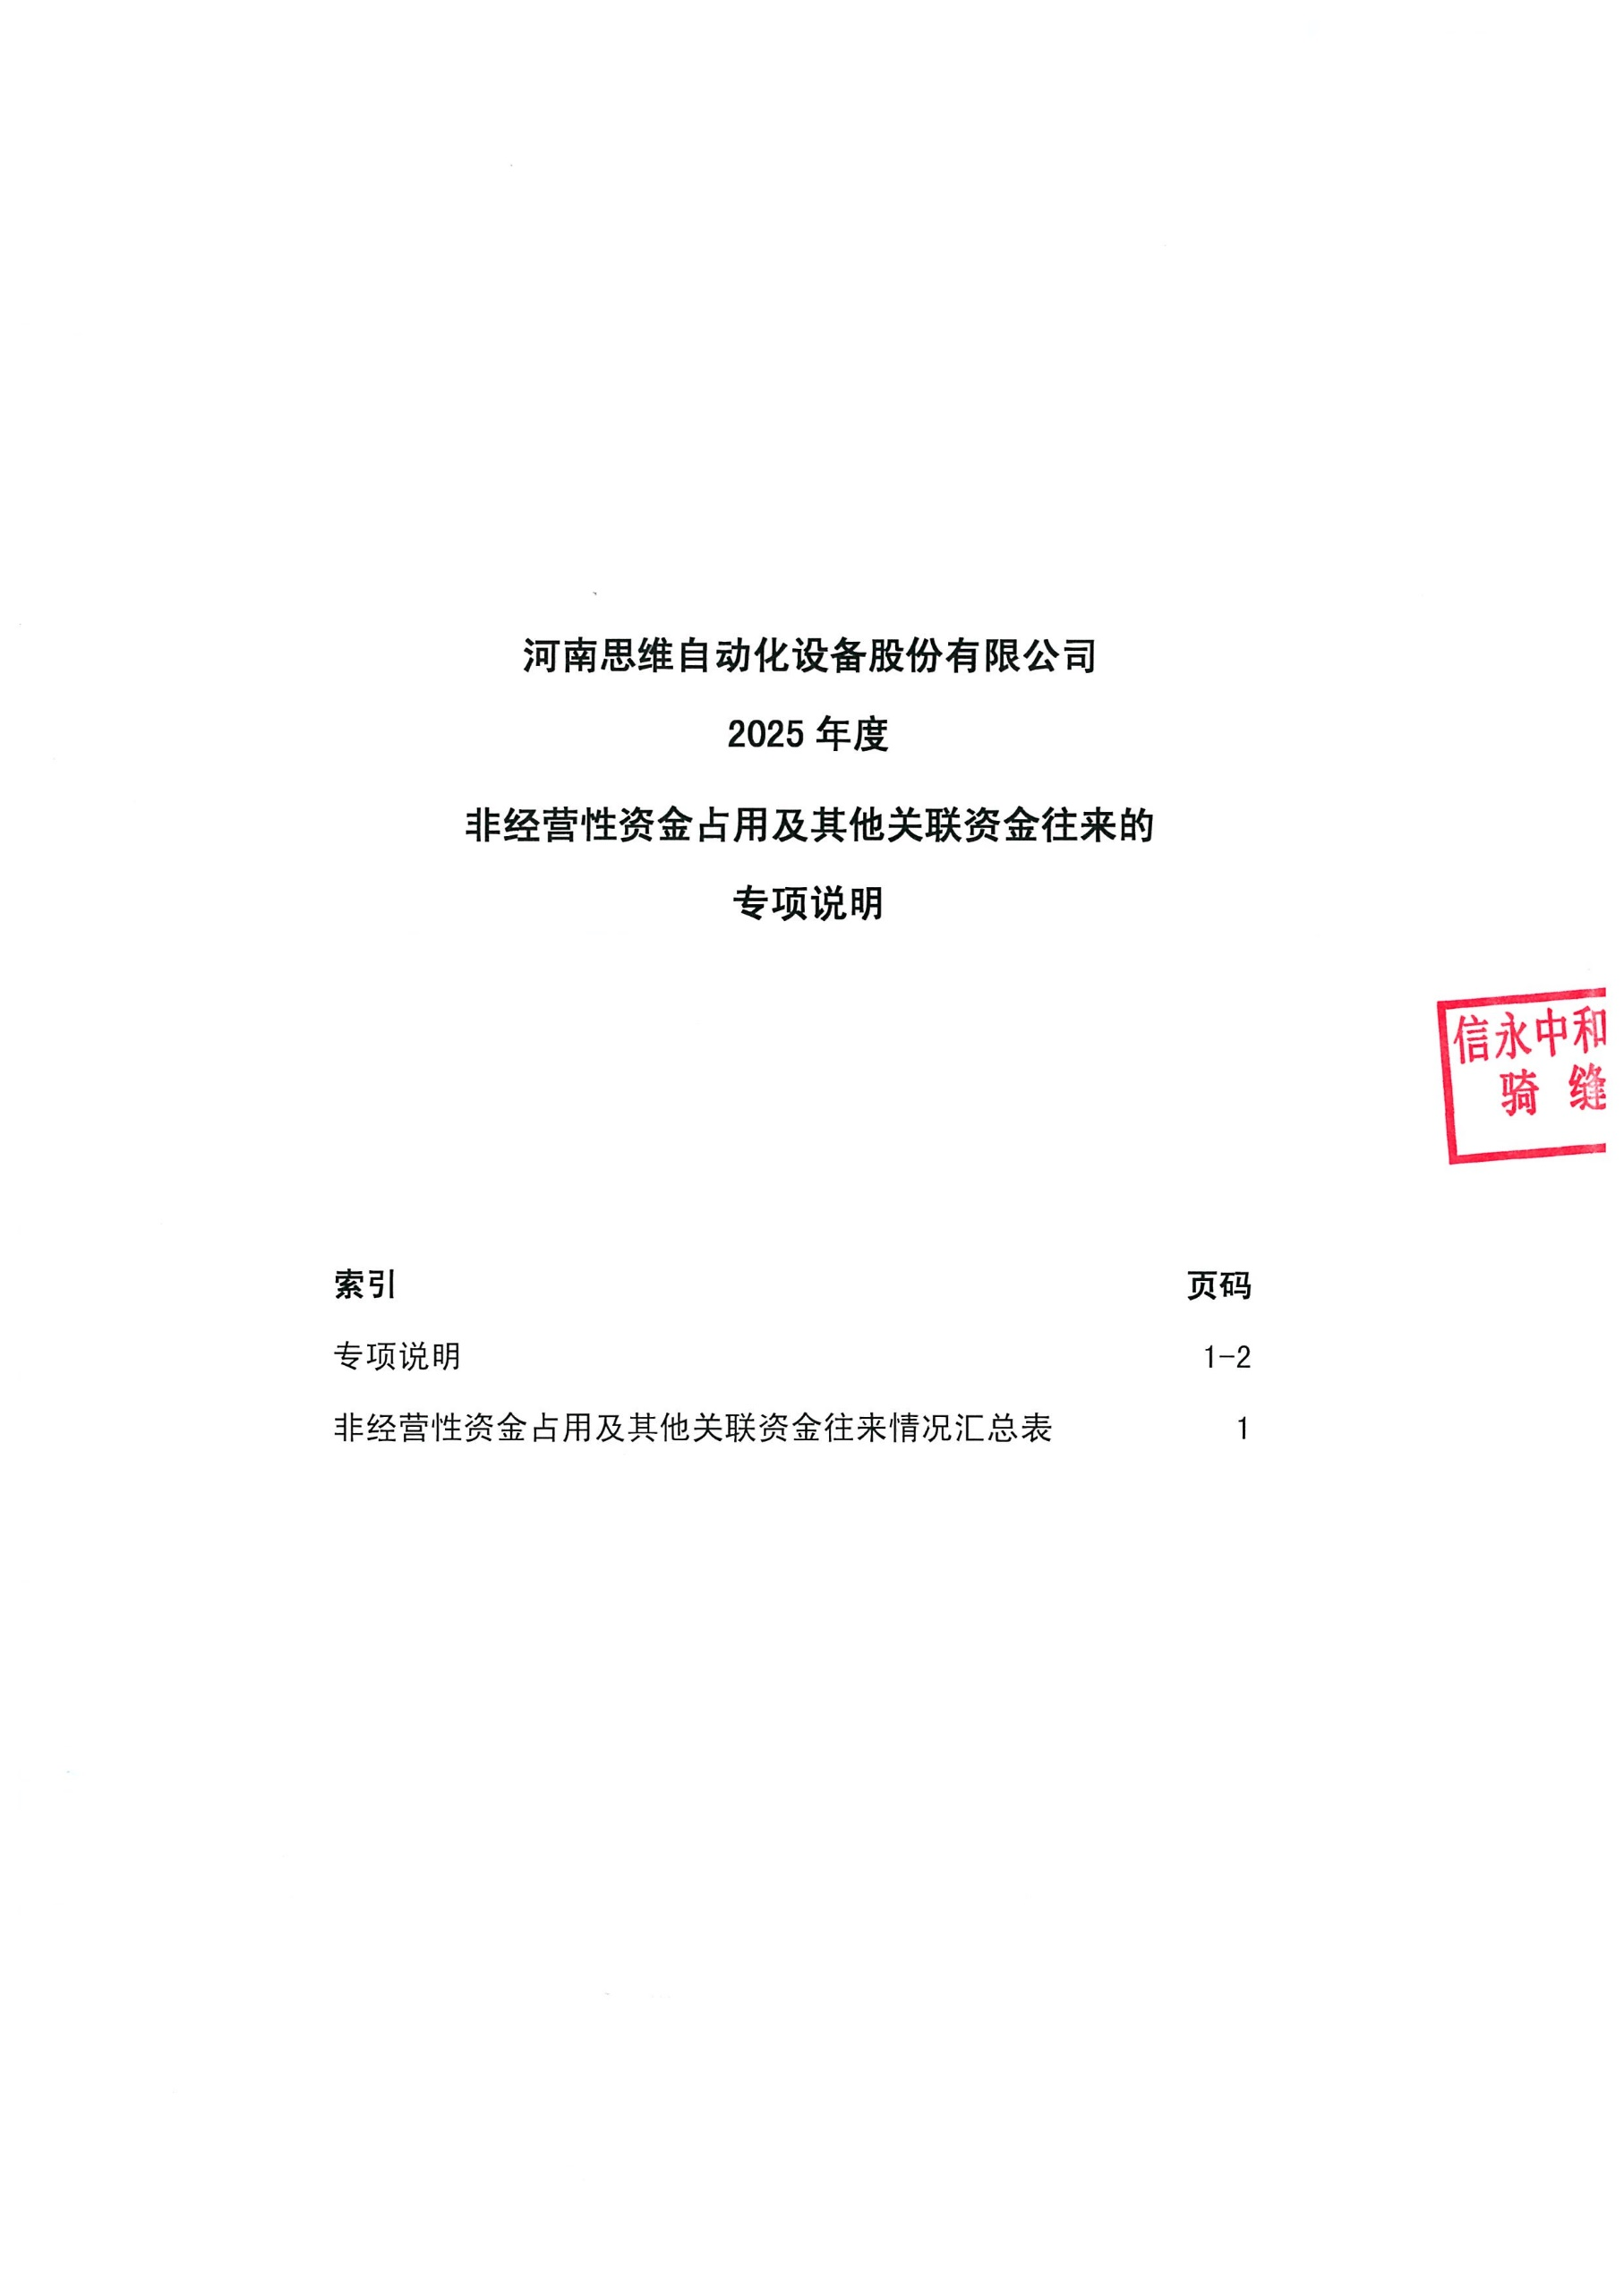 河南思维自动化设备股份有限公司
2025 年度
非经营性资金占用及其他关联资金往来的
专项说明
信永中和
骑 缝
索引 页码
专项说明 1-2
非经营性资金占用及其他关联资金往来情况汇总表 1